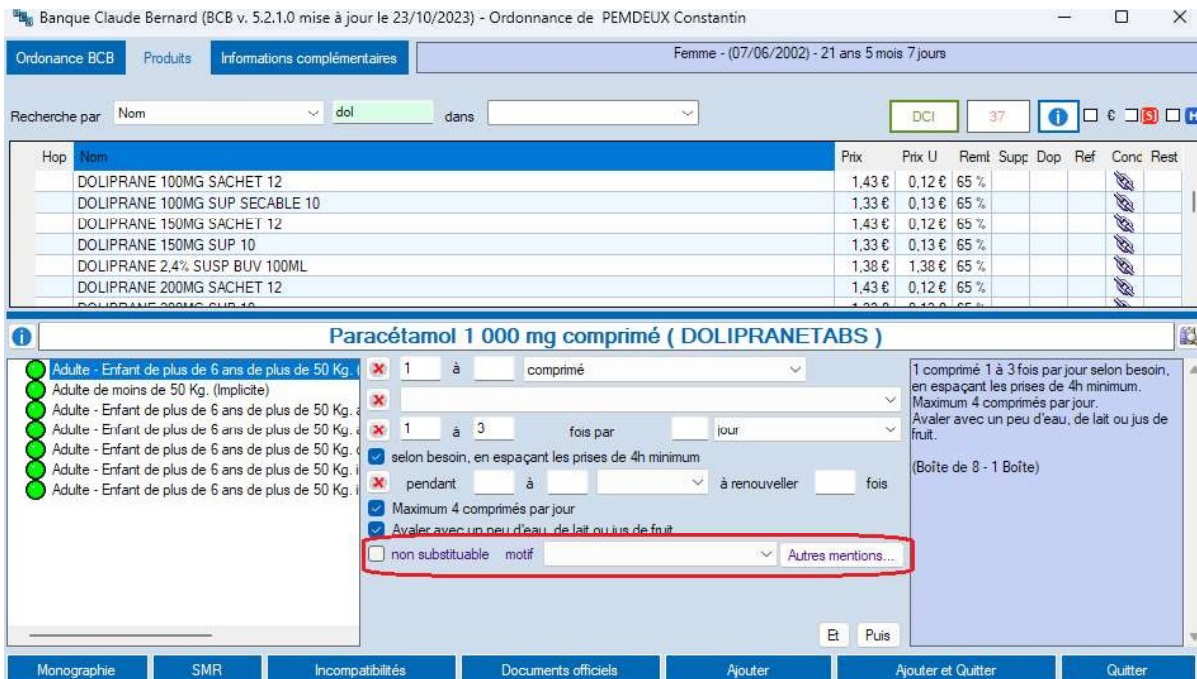 Banque Claude Bernard (BCB v. 5.2.1.0 mise à jour le 23/10/2023) - Ordonnance de PEMDEUX Constantin
Ordonance BCB Produits Informations complémentaires Femme - (07/06/2002) - 21 ans 5 mois 7 jours
Recherche par Nom dol dans DCI 37 € S H
Hop Nom Prix Prix U Supp Dop Ref Conc Rest
DOLIPRANE 100MG SACHET 12 1,43 € 0,12 € 65 %
DOLIPRANE 100MG SUP SECABLE 10 1,33 € 0,13 € 65 %
DOLIPRANE 150MG SACHET 12 1,43 € 0,12 € 65 %
DOLIPRANE 150MG SUP 10 1,33 € 0,13 € 65 %
DOLIPRANE 2,4% SUSP BUV 100ML 1,38 € 1,38 € 65 %
DOLIPRANE 200MG SACHET 12 1,43 € 0,12 € 65 %
Paracétamol 1 000 mg comprimé ( DOLIPRANETABS )
Adulte - Enfant de plus de 6 ans de plus de 50 Kg. (
Adulte de moins de 50 Kg. (Implicite)
Adulte - Enfant de plus de 6 ans de plus de 50 Kg.
Adulte - Enfant de plus de 6 ans de plus de 50 Kg.
Adulte - Enfant de plus de 6 ans de plus de 50 Kg.
Adulte - Enfant de plus de 6 ans de plus de 50 Kg. i
Adulte - Enfant de plus de 6 ans de plus de 50 Kg. i
1 à comprimé
1 à 3 fois par jour
selon besoin, en espaçant les prises de 4h minimum
pendant à à renouveller fois
Maximum 4 comprimés par jour
Avaler avec un peu d'eau, de lait ou jus de fruit
non substituable motif Autres mentions...
Et Puis
1 comprimé 1 à 3 fois par jour selon besoin,
en espaçant les prises de 4h minimum.
Maximum 4 comprimés par jour.
Avaler avec un peu d'eau, de lait ou jus de
fruit.
(Boîte de 8 - 1 Boîte)
Monographie SMR Incompatibilités Documents officiels Ajouter Ajouter et Quitter Quitter